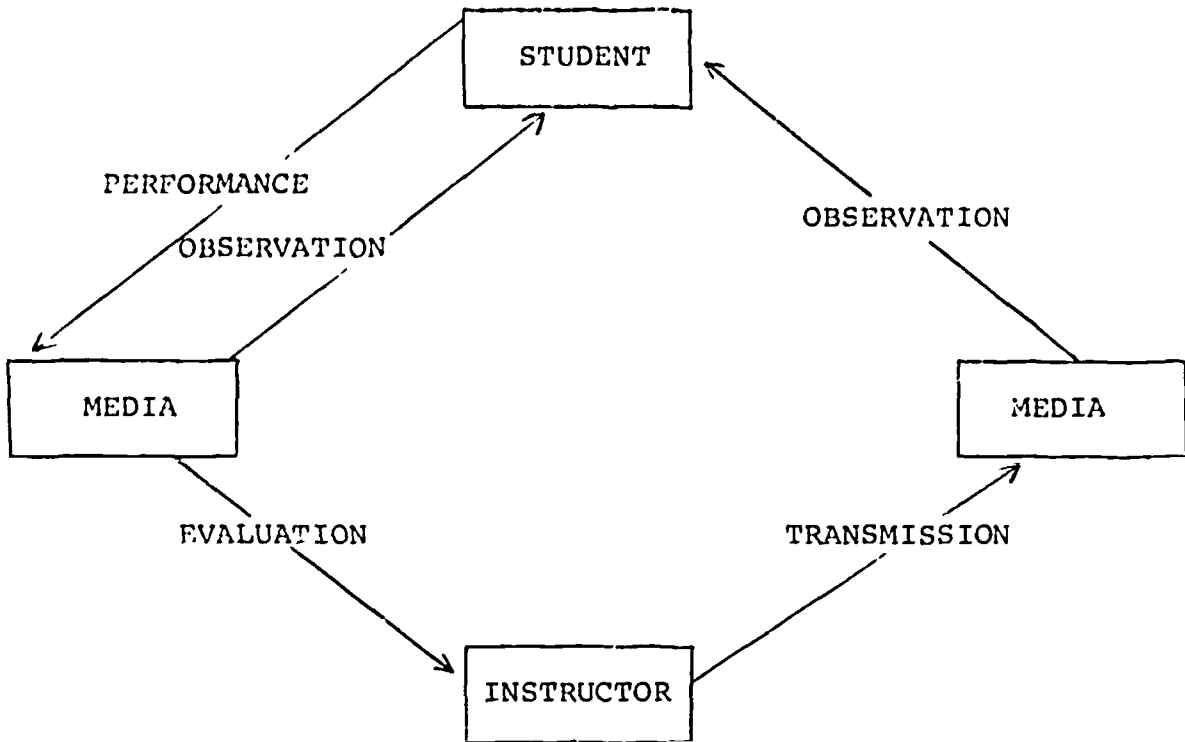 STUDENT
PERFORMANCE
OBSERVATION
OBSERVATION
MEDIA
MEDIA
EVALUATION
TRANSMISSION
INSTRUCTOR